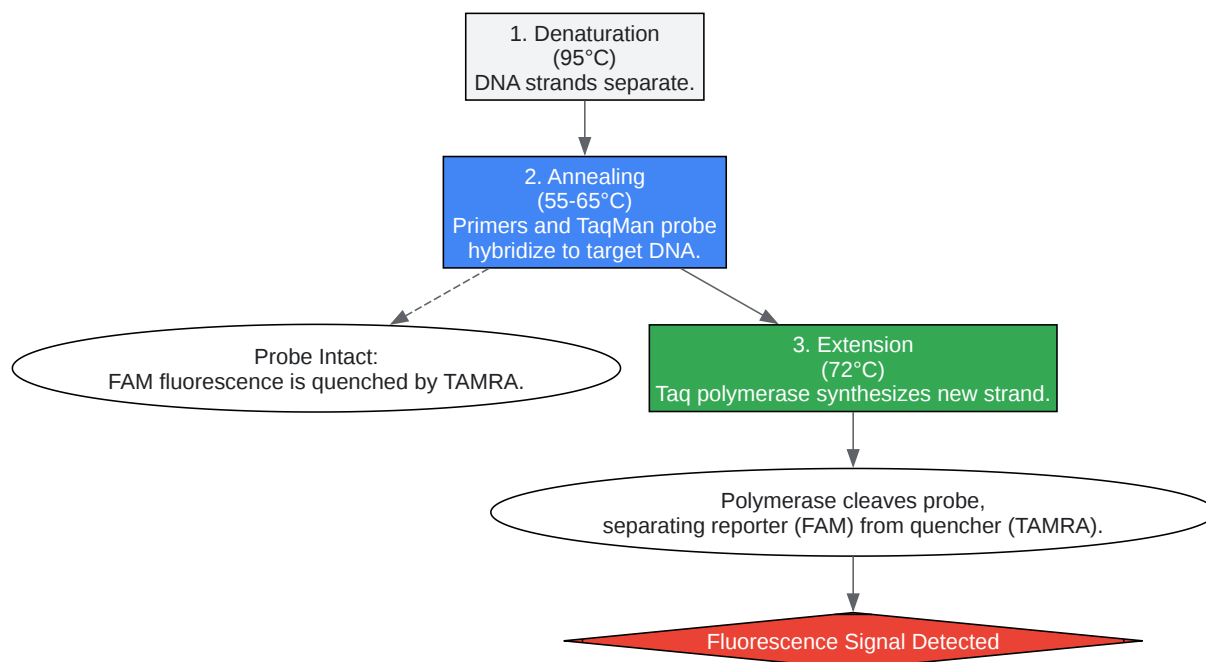 1. Denaturation
(95°C)
DNA strands separate.
2. Annealing
(55-65°C)
Primers and TaqMan probe
hybridize to target DNA.
Probe Intact:
FAM fluorescence is quenched by TAMRA.
3. Extension
(72°C)
Taq polymerase synthesizes new strand.
Polymerase cleaves probe,
separating reporter (FAM) from quencher (TAMRA).
Fluorescence Signal Detected